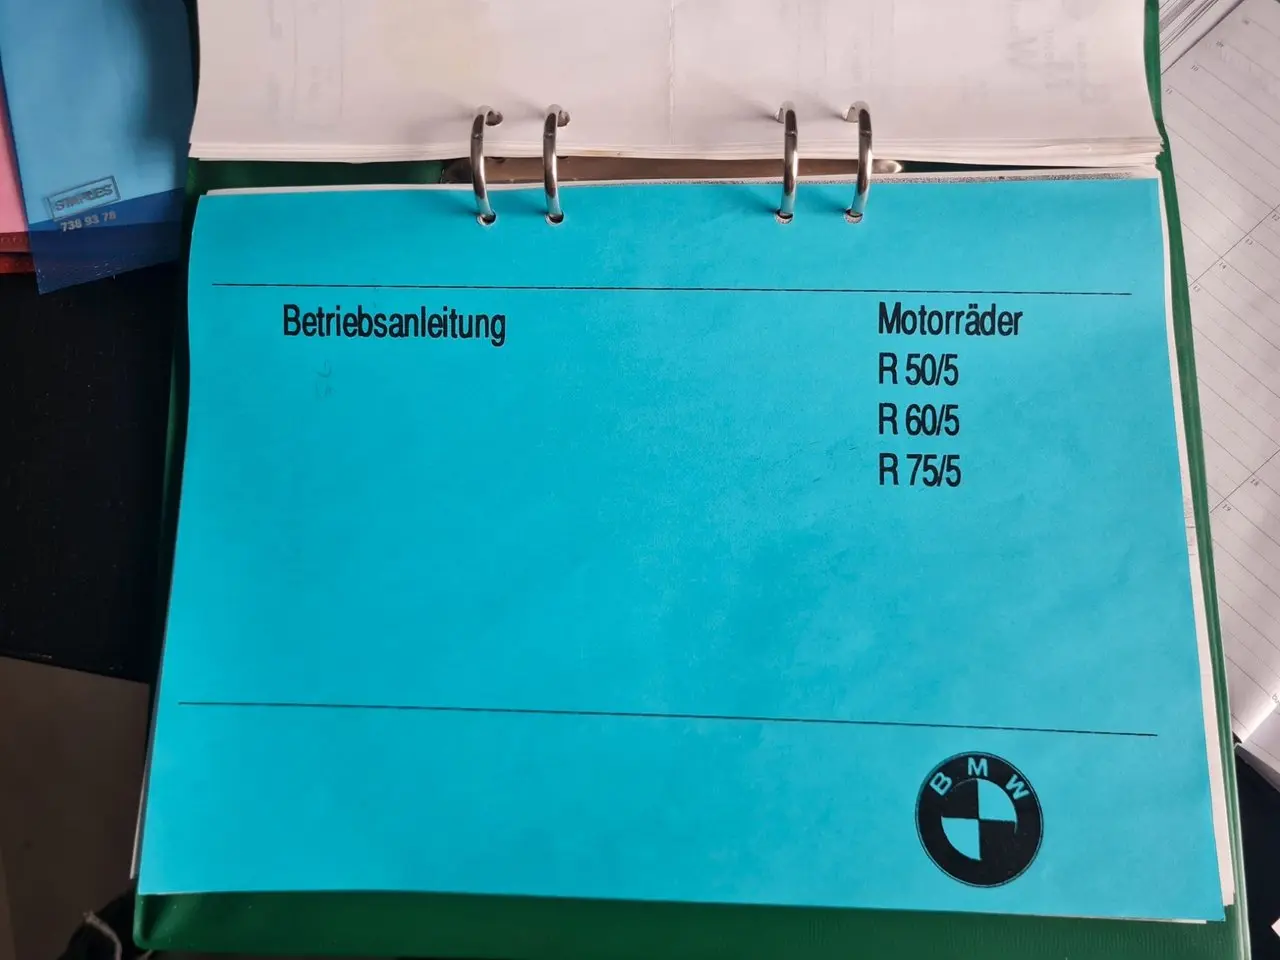 STAPLES
738 93 78
Betriebsanleitung
Motorräder
R 50/5
R 60/5
R 75/5
BMW